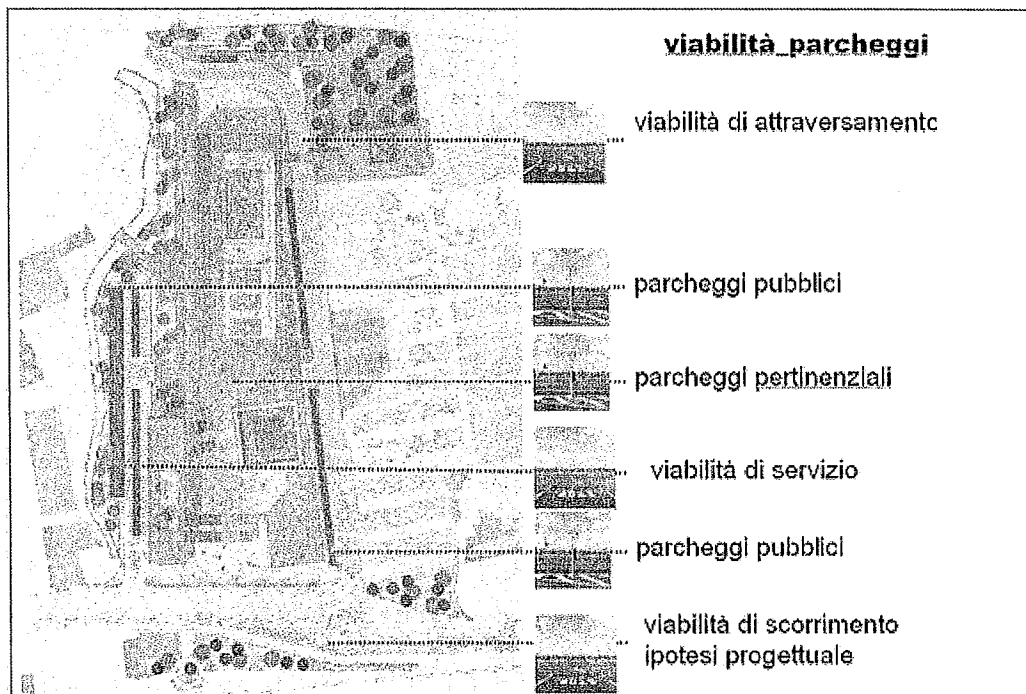 viabilità_parcheggi
viabilità di attraversamento
parcheggi pubblici
parcheggi pertinenziali
viabilità di servizio
parcheggi pubblici
viabilità di scorrimento
ipotesi progettuale